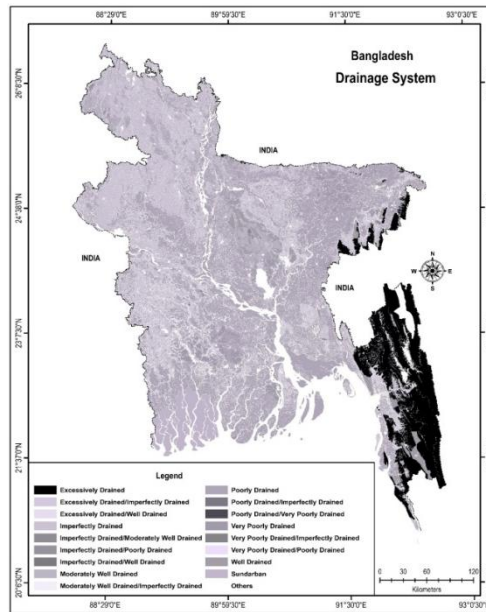 88°29'0"E 89°59'30"E 91°30'0"E 93°0'30"E
Bangladesh
Drainage System
26°8'30"N
INDIA
24°38'0"N
INDIA
N
W E
S
INDIA
23°7'30"N
21°37'0"N
Legend
Excessively Drained
Excessively Drained/Imperfectly Drained
Excessively Drained/Well Drained
Imperfectly Drained
Imperfectly Drained/Moderately Well Drained
Imperfectly Drained/Poorly Drained
Imperfectly Drained/Well Drained
Moderately Well Drained
Moderately Well Drained/Imperfectly Drained
Poorly Drained
Poorly Drained/Imperfectly Drained
Poorly Drained/Very Poorly Drained
Very Poorly Drained
Very Poorly Drained/Imperfectly Drained
Very Poorly Drained/Poorly Drained
Well Drained
Sundarban
Others
0 60 120
Kilometers
20°6'30"N
88°29'0"E 89°59'30"E 91°30'0"E 93°0'30"E